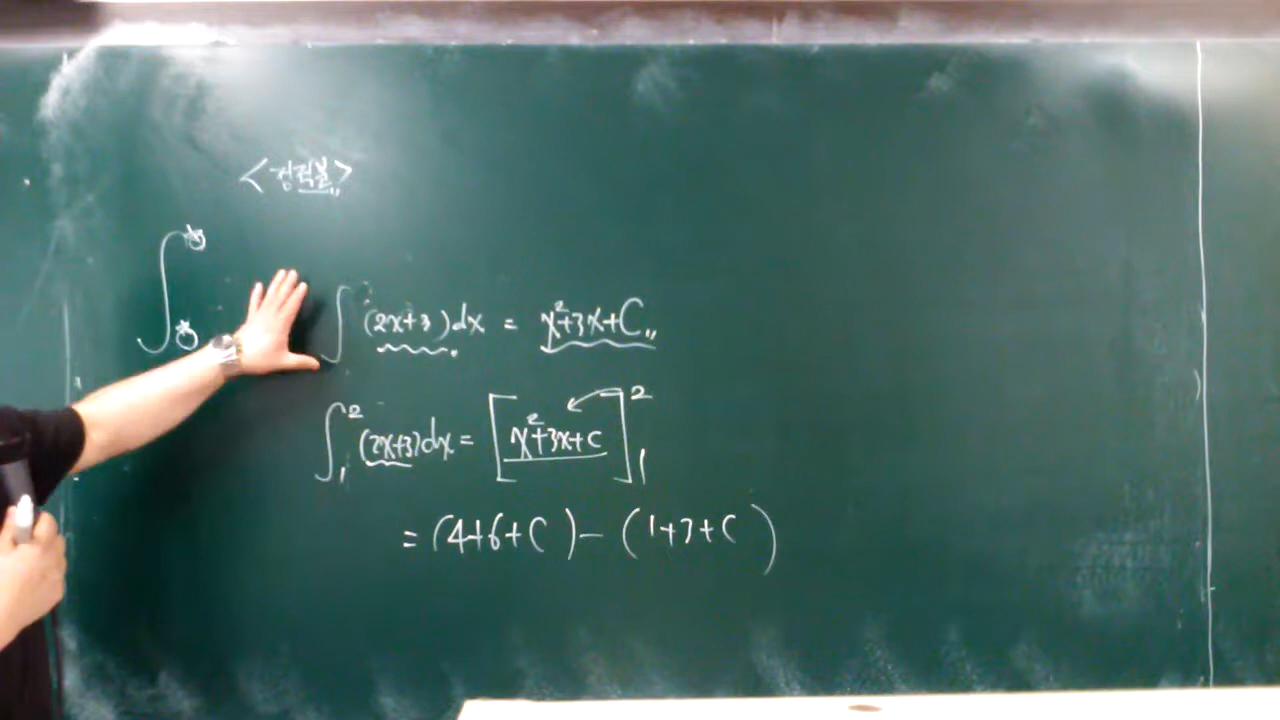 <정적분>
∫
∫(2x+3)dx = x²+3x+C
∫₁²(2x+3)dx = [x²+3x+C]₁²
= (4+6+C) - (1+3+C)